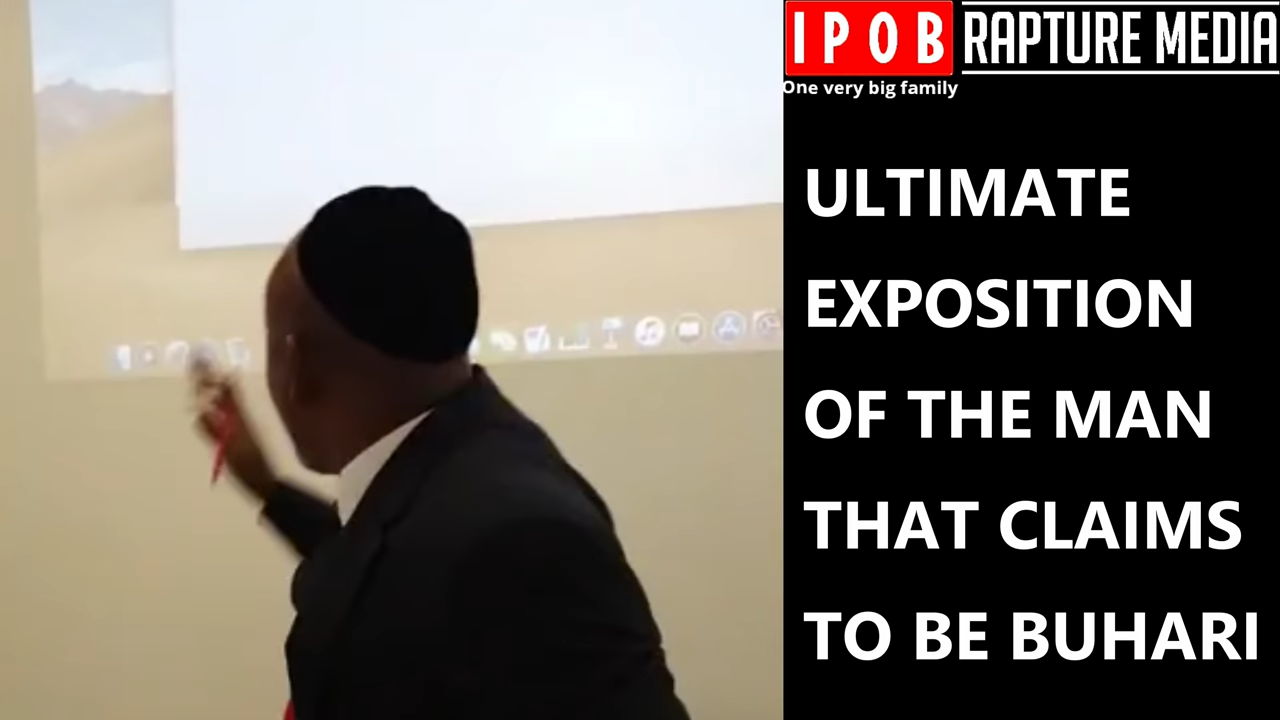 IPOB RAPTURE MEDIA
One very big family
ULTIMATE
EXPOSITION
OF THE MAN
THAT CLAIMS
TO BE BUHARI